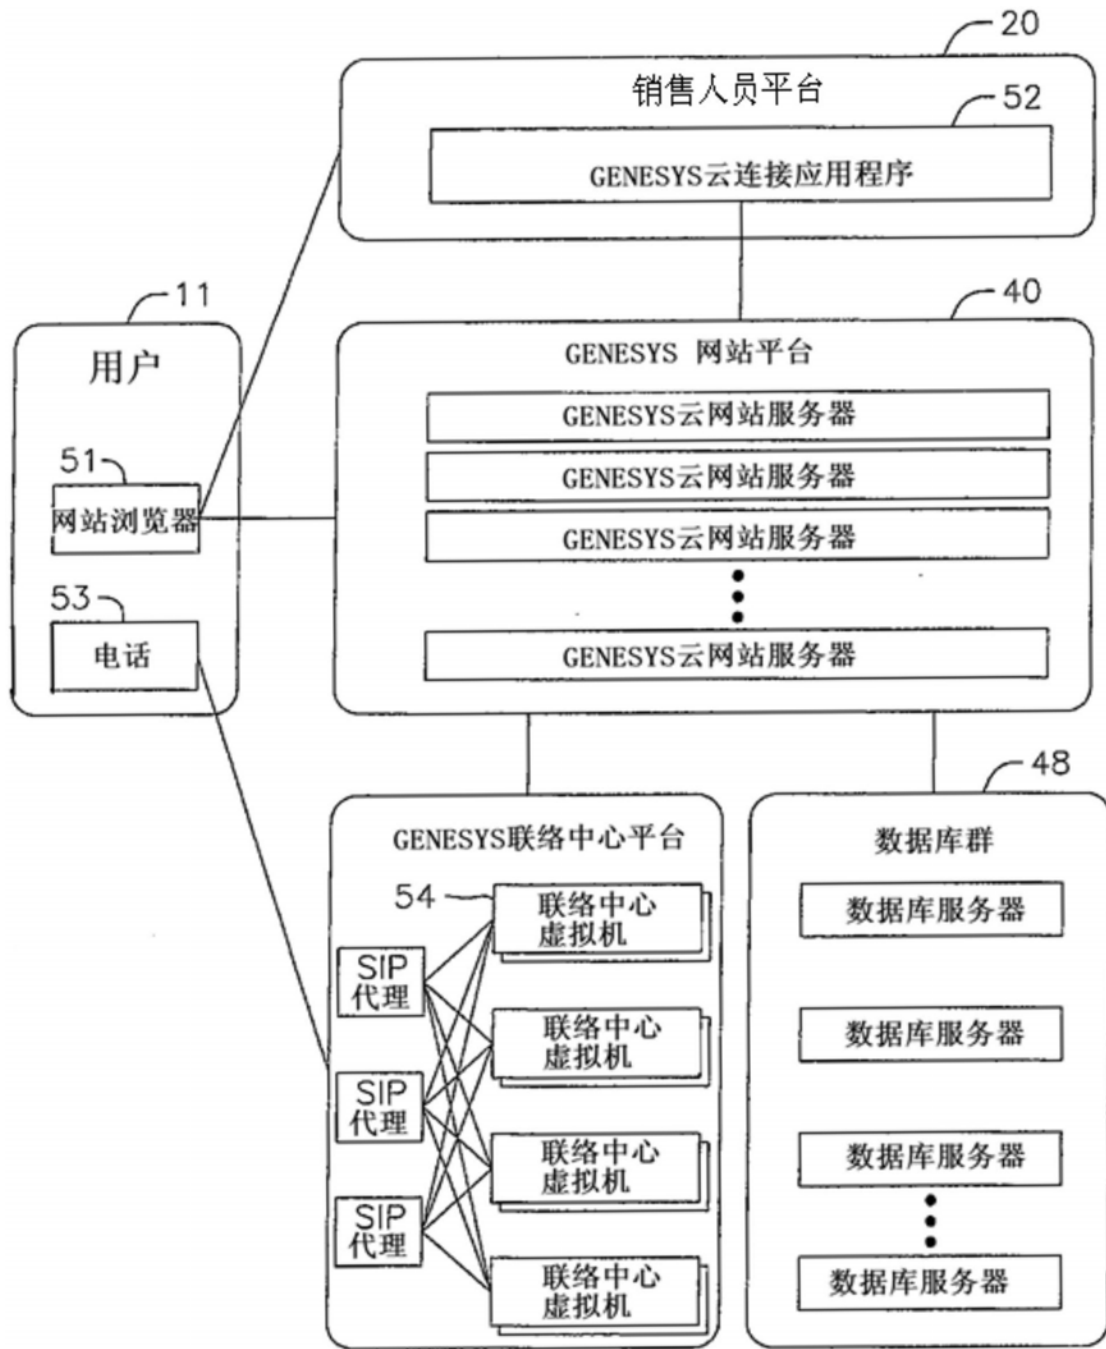 20
销售人员平台
52
GENESYS云连接应用程序
11
用户
51
网站浏览器
53
电话
40
GENESYS 网站平台
GENESYS云网站服务器
GENESYS云网站服务器
GENESYS云网站服务器
GENESYS云网站服务器
GENESYS联络中心平台
54
联络中心
虚拟机
SIP
代理
联络中心
虚拟机
SIP
代理
联络中心
虚拟机
SIP
代理
联络中心
虚拟机
48
数据库群
数据库服务器
数据库服务器
数据库服务器
数据库服务器